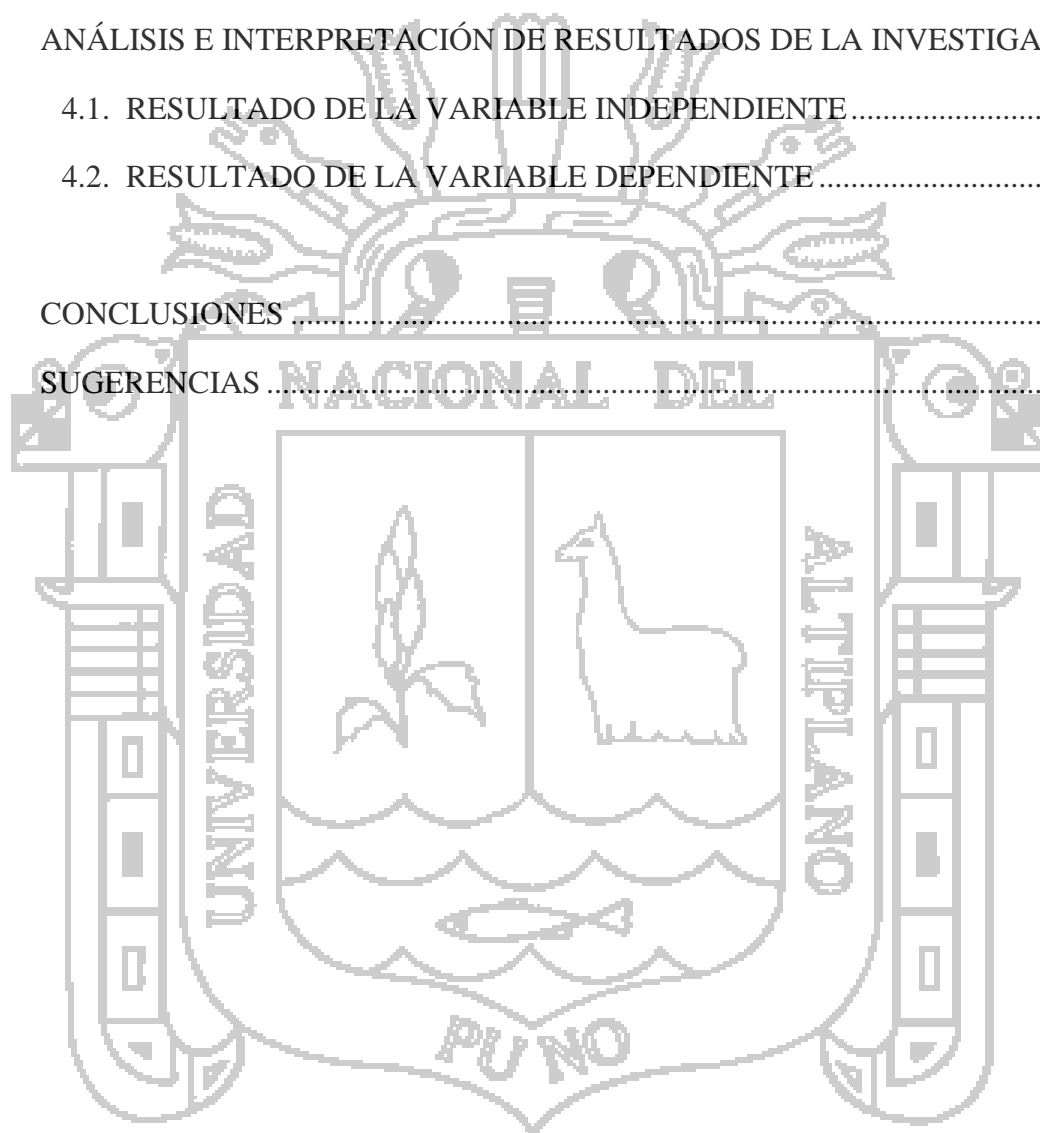 ANÁLISIS E INTERPRETACIÓN DE RESULTADOS DE LA INVESTIGA
4.1. RESULTADO DE LA VARIABLE INDEPENDIENTE........................
4.2. RESULTADO DE LA VARIABLE DEPENDIENTE............................
CONCLUSIONES ...............................................................................................
SUGERENCIAS ..................................................................................................
NACIONAL DEL
UNIVERSIDAD
ALTIPLANO
PUNO